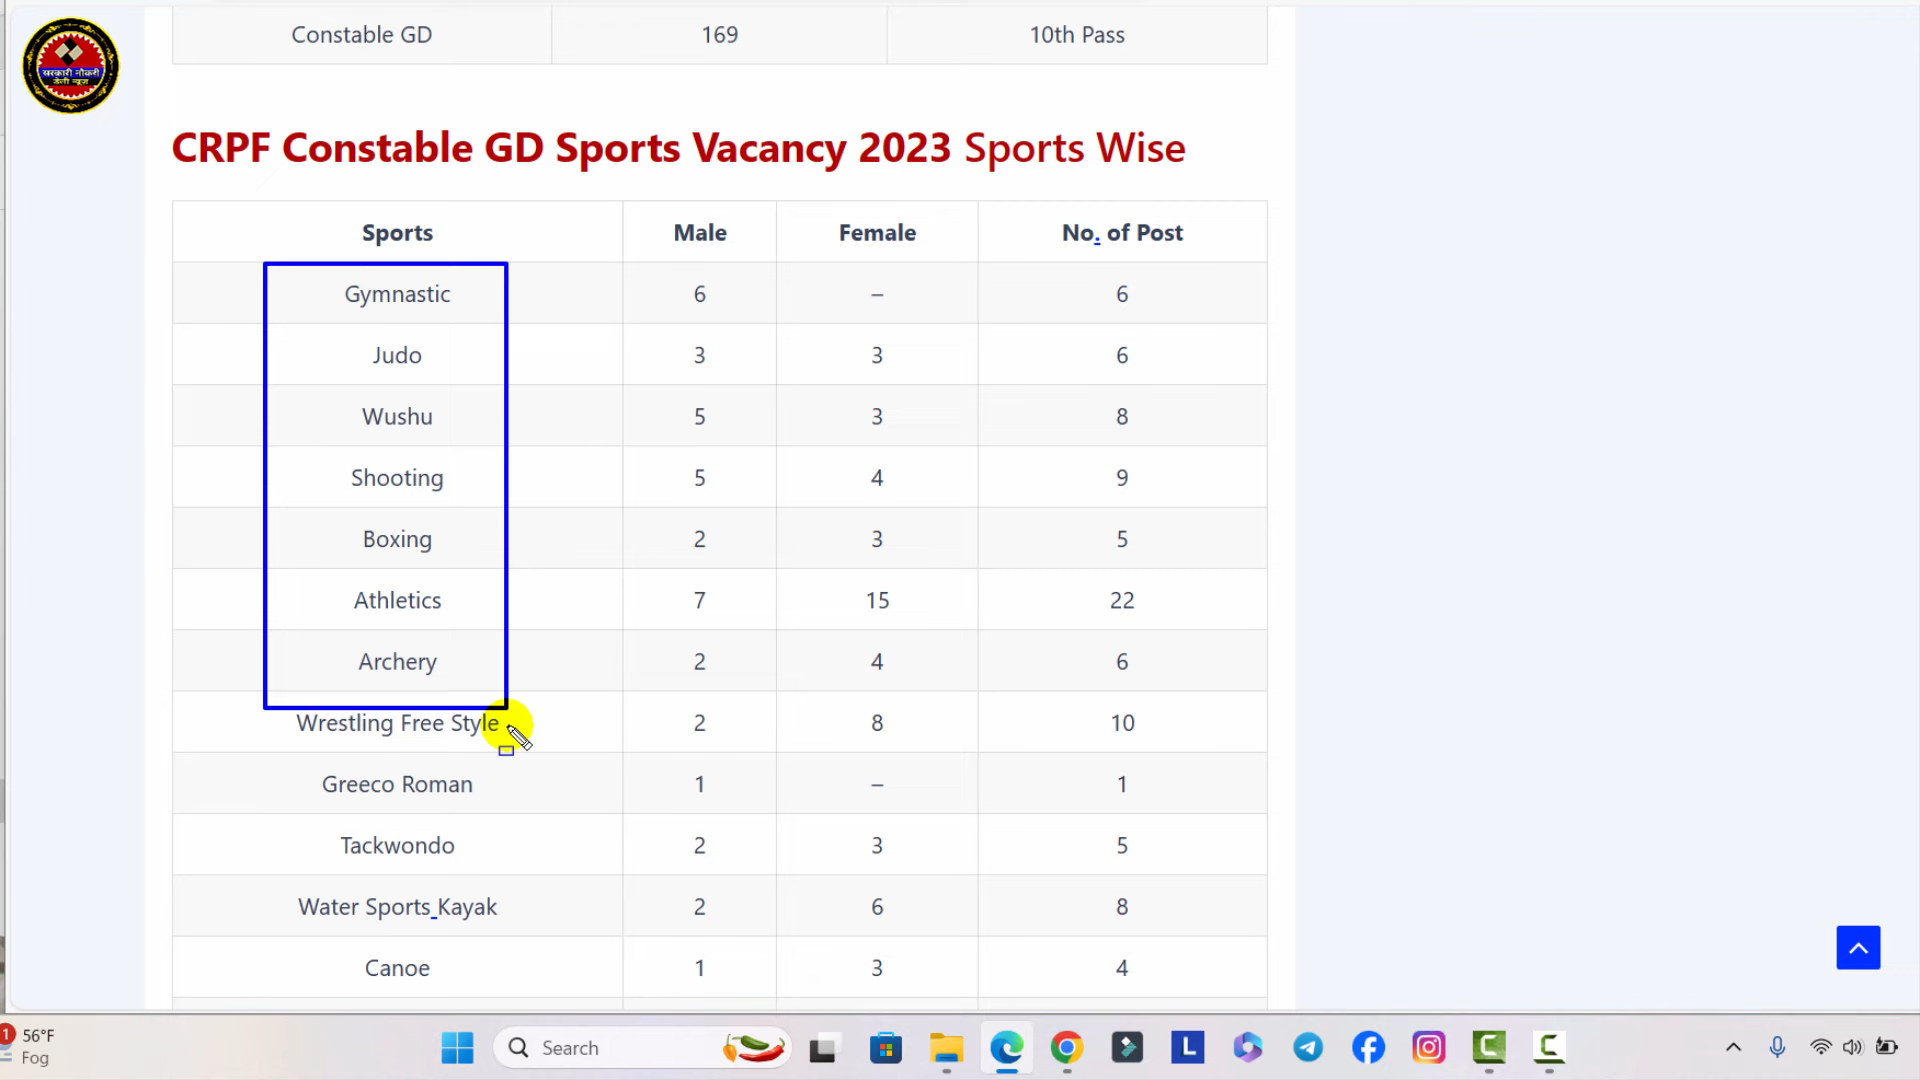 Constable GD 169 10th Pass
सरकारी नौकरी
डेली न्यूज
CRPF Constable GD Sports Vacancy 2023 Sports Wise
Sports Male Female No. of Post
Gymnastic 6 – 6
Judo 3 3 6
Wushu 5 3 8
Shooting 5 4 9
Boxing 2 3 5
Athletics 7 15 22
Archery 2 4 6
Wrestling Free Style 2 8 10
Greeco Roman 1 – 1
Tackwondo 2 3 5
Water Sports Kayak 2 6 8
Canoe 1 3 4
1
56°F
Fog
Search
L